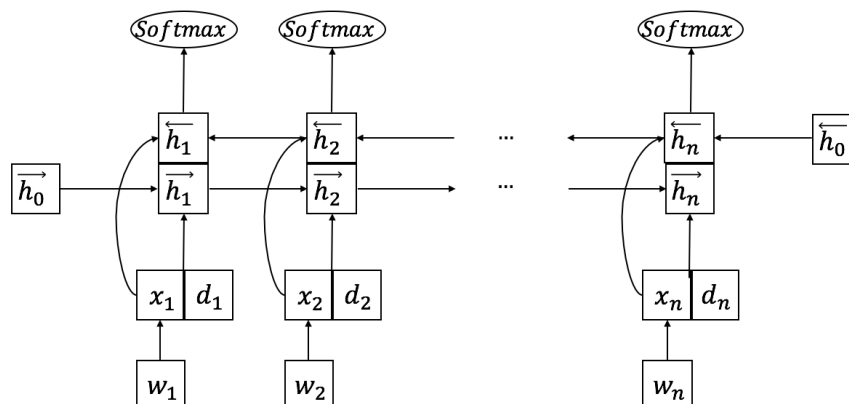 Softmax Softmax Softmax
←h₁ ←h₂ ... ←hₙ ←h₀
→h₀ →h₁ →h₂ ... →hₙ
x₁ d₁ x₂ d₂ xₙ dₙ
w₁ w₂ wₙ